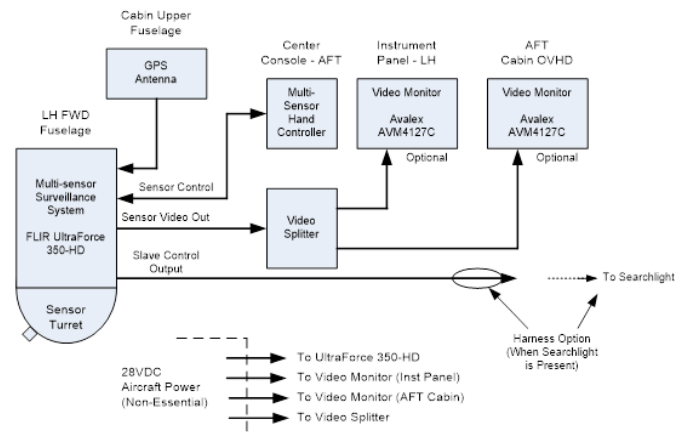 Cabin Upper
Fuselage
GPS
Antenna
LH FWD
Fuselage
Multi-sensor
Surveillance
System
FLIR UltraForce
350-HD
Sensor
Turret
Center
Console - AFT
Multi-
Sensor
Hand
Controller
Instrument
Panel - LH
Video Monitor
Avalex
AVM4127C
Optional
AFT
Cabin OVHD
Video Monitor
Avalex
AVM4127C
Optional
Sensor Control
Sensor Video Out
Video
Splitter
Slave Control
Output
To Searchlight
Harness Option
(When Searchlight
is Present)
28VDC
Aircraft Power
(Non-Essential)
To UltraForce 350-HD
To Video Monitor (Inst Panel)
To Video Monitor (AFT Cabin)
To Video Splitter